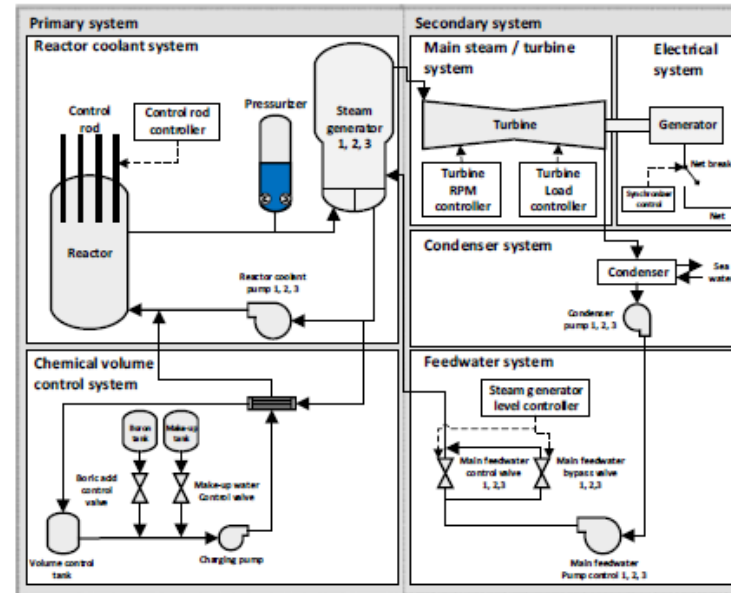 Primary system
Reactor coolant system
Control
rod
Control rod
controller
Pressurizer
Steam
generator
1, 2, 3
Reactor
Reactor coolant
pump 1, 2, 3
Chemical volume
control system
Boron
tank
Make-up
tank
Boric acid
control
valve
Make-up water
Control valve
Volume control
tank
Charging pump
Secondary system
Main steam / turbine
system
Turbine
Turbine
RPM
controller
Turbine
Load
controller
Electrical
system
Generator
Net break
Synchronizer
control
Net
Condenser system
Condenser
Sea
water
Condenser
pump 1, 2, 3
Feedwater system
Steam generator
level controller
Main feedwater
control valve
1, 2,3
Main feedwater
bypass valve
1, 2,3
Main feedwater
Pump control 1, 2, 3